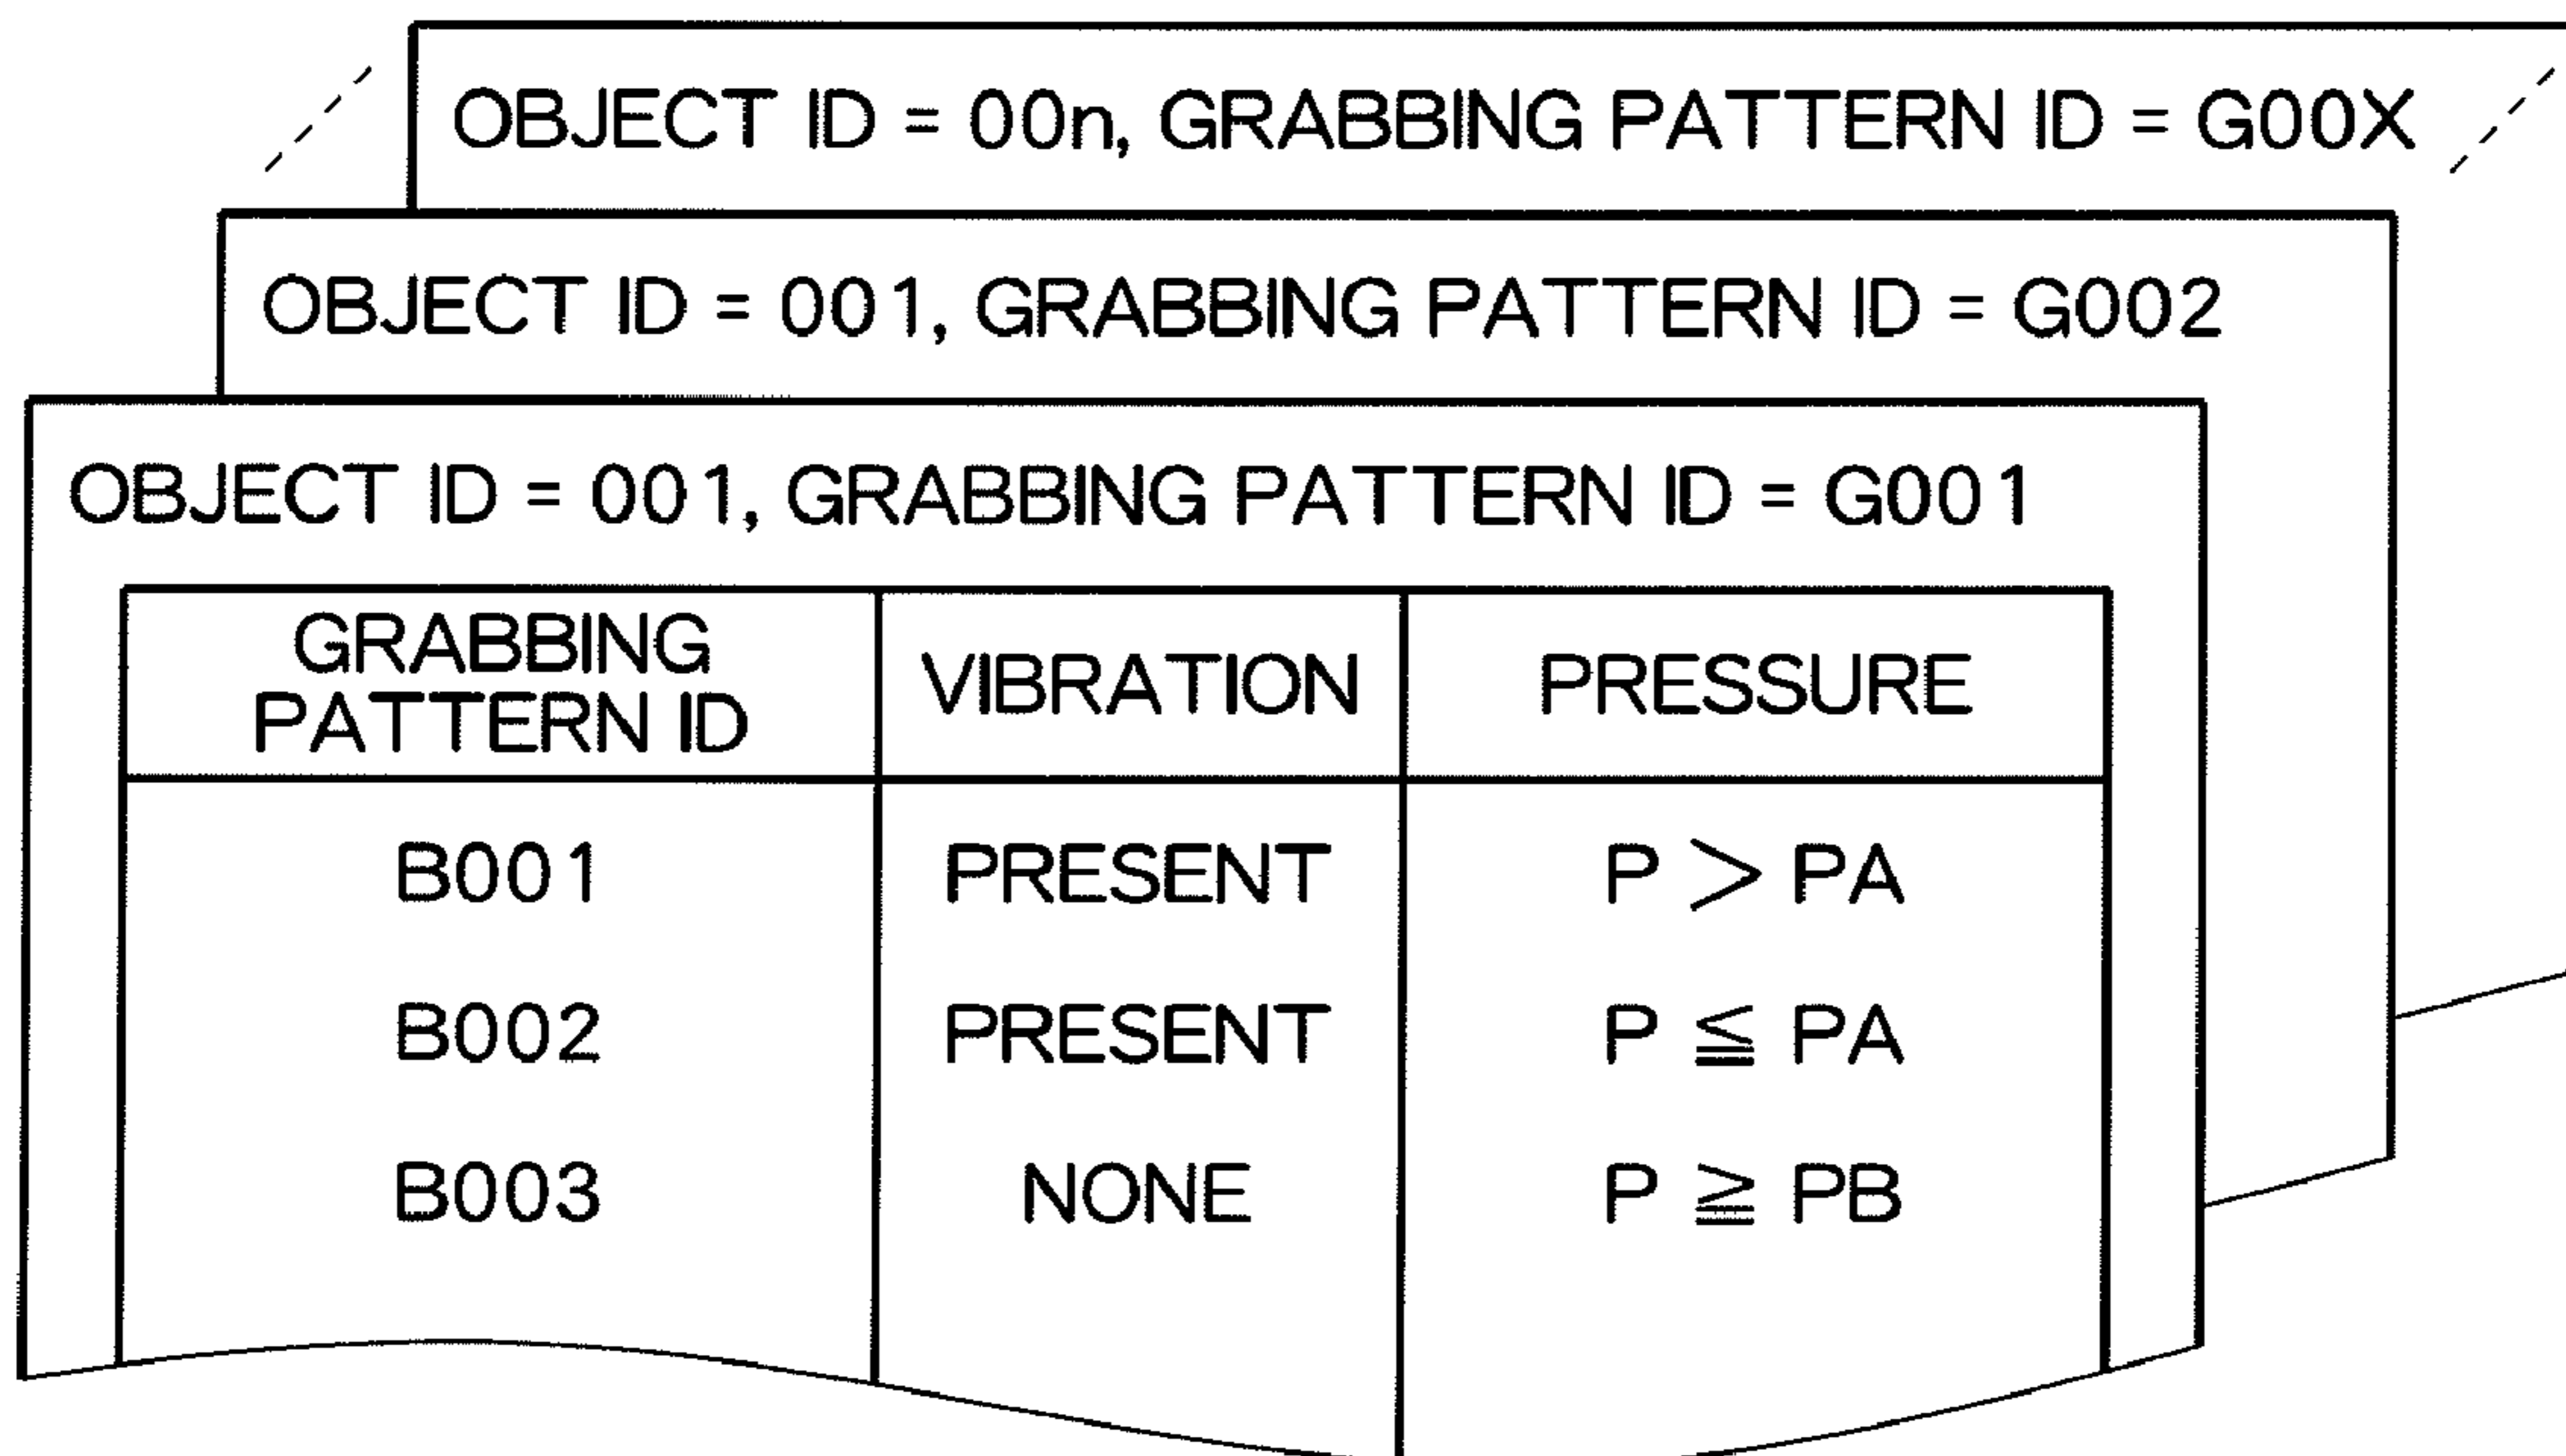 OBJECT ID = 00n, GRABBING PATTERN ID = G00X
OBJECT ID = 001, GRABBING PATTERN ID = G002
OBJECT ID = 001, GRABBING PATTERN ID = G001
GRABBING
PATTERN ID
VIBRATION
PRESSURE
B001 PRESENT P > PA
B002 PRESENT P ≦ PA
B003 NONE P ≧ PB